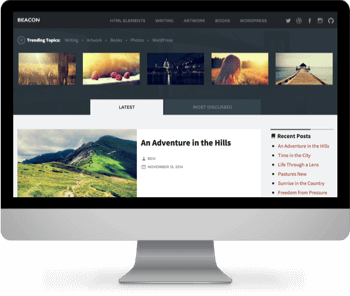 BEACON
HTML ELEMENTS WRITING ARTWORK BOOKS WORDPRESS
Trending Topics: Writing Artwork Books Photos WordPress
LATEST MOST DISCUSSED
An Adventure in the Hills
BEN
NOVEMBER 13, 2014
Recent Posts
An Adventure in the Hills
Time in the City
Life Through a Lens
Pastures New
Sunrise in the Country
Freedom from Pressure